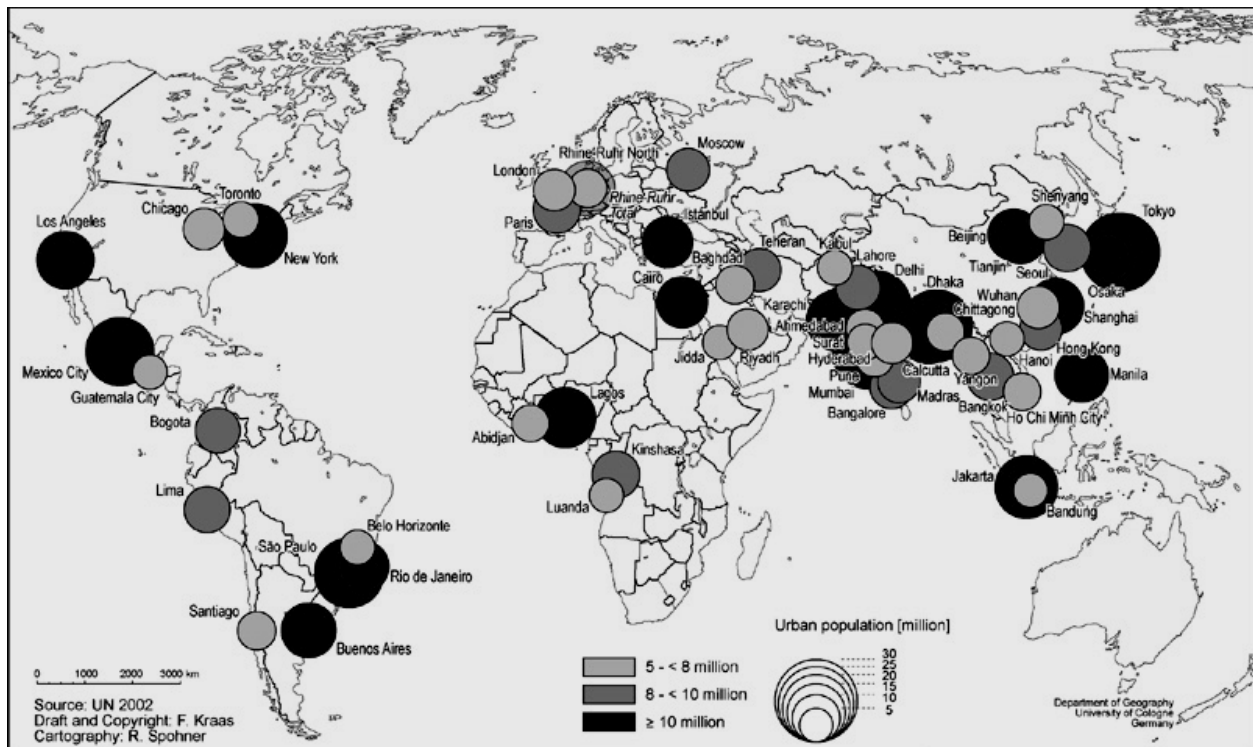 Moscow
Rhine-Ruhr North
London
Rhine-Ruhr
Total
Paris
Istanbul
Toronto
Chicago
Los Angeles
New York
Shenyang
Tokyo
Beijing
Tianjin
Seoul
Osaka
Teheran
Kabul
Baghdad
Lahore
Delhi
Dhaka
Cairo
Karachi
Wuhan
Chittagong
Shanghai
Ahmedabad
Surat
Jidda
Riyadh
Hyderabad
Calcutta
Hanoi
Hong Kong
Pune
Yangon
Manila
Mumbai
Madras
Bangkok
Bangalore
Ho Chi Minh City
Mexico City
Guatemala City
Bogota
Lagos
Abidjan
Kinshasa
Luanda
Lima
Jakarta
Bandung
Belo Horizonte
São Paulo
Rio de Janeiro
Santiago
Buenos Aires
0 1000 2000 3000 km
Source: UN 2002
Draft and Copyright: F. Kraas
Cartography: R. Spohner
5 - < 8 million
8 - < 10 million
≥ 10 million
Urban population [million]
30
25
20
15
10
5
Department of Geography
University of Cologne
Germany